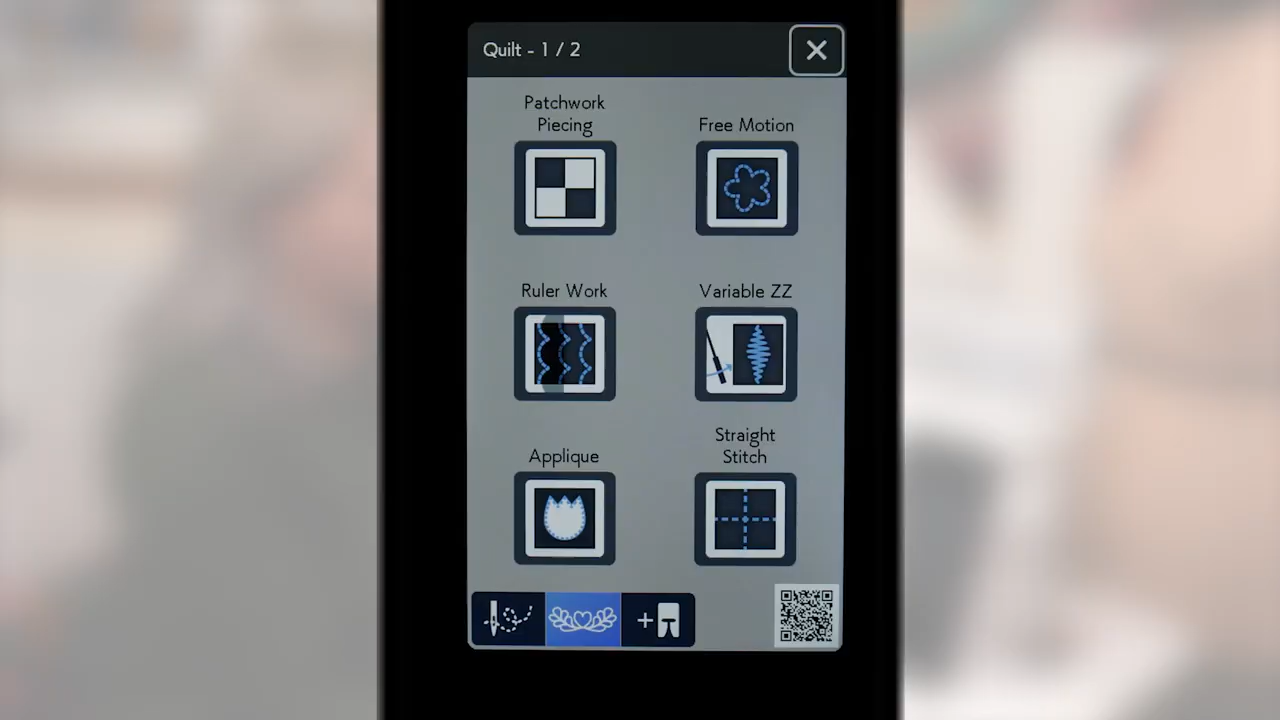 Quilt - 1 / 2
Patchwork
Piecing
Free Motion
Ruler Work
Variable ZZ
Applique
Straight
Stitch